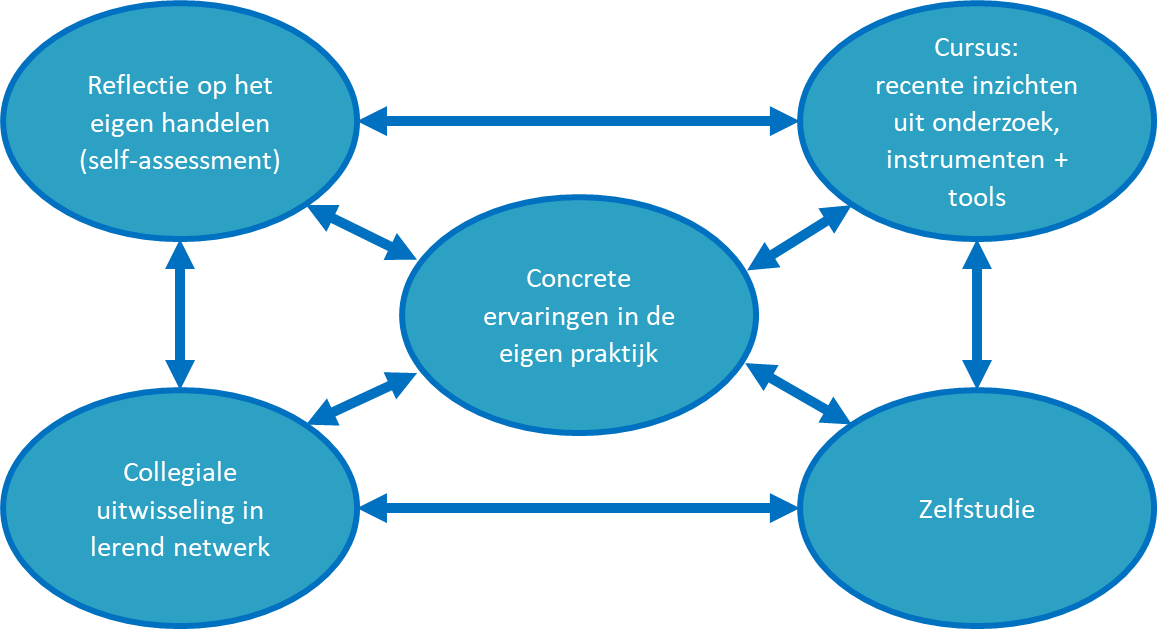 Reflectie op het
eigen handelen
(self-assessment)
Cursus:
recente inzichten
uit onderzoek,
instrumenten +
tools
Concrete
ervaringen in de
eigen praktijk
Collegiale
uitwisseling in
lerend netwerk
Zelfstudie